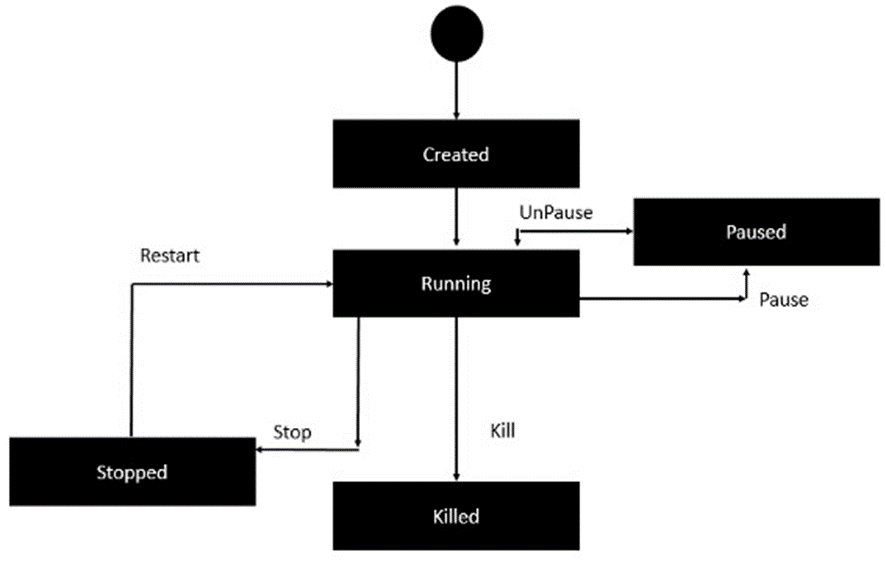 Created
UnPause
Paused
Restart
Running
Pause
Stop
Kill
Stopped
Killed